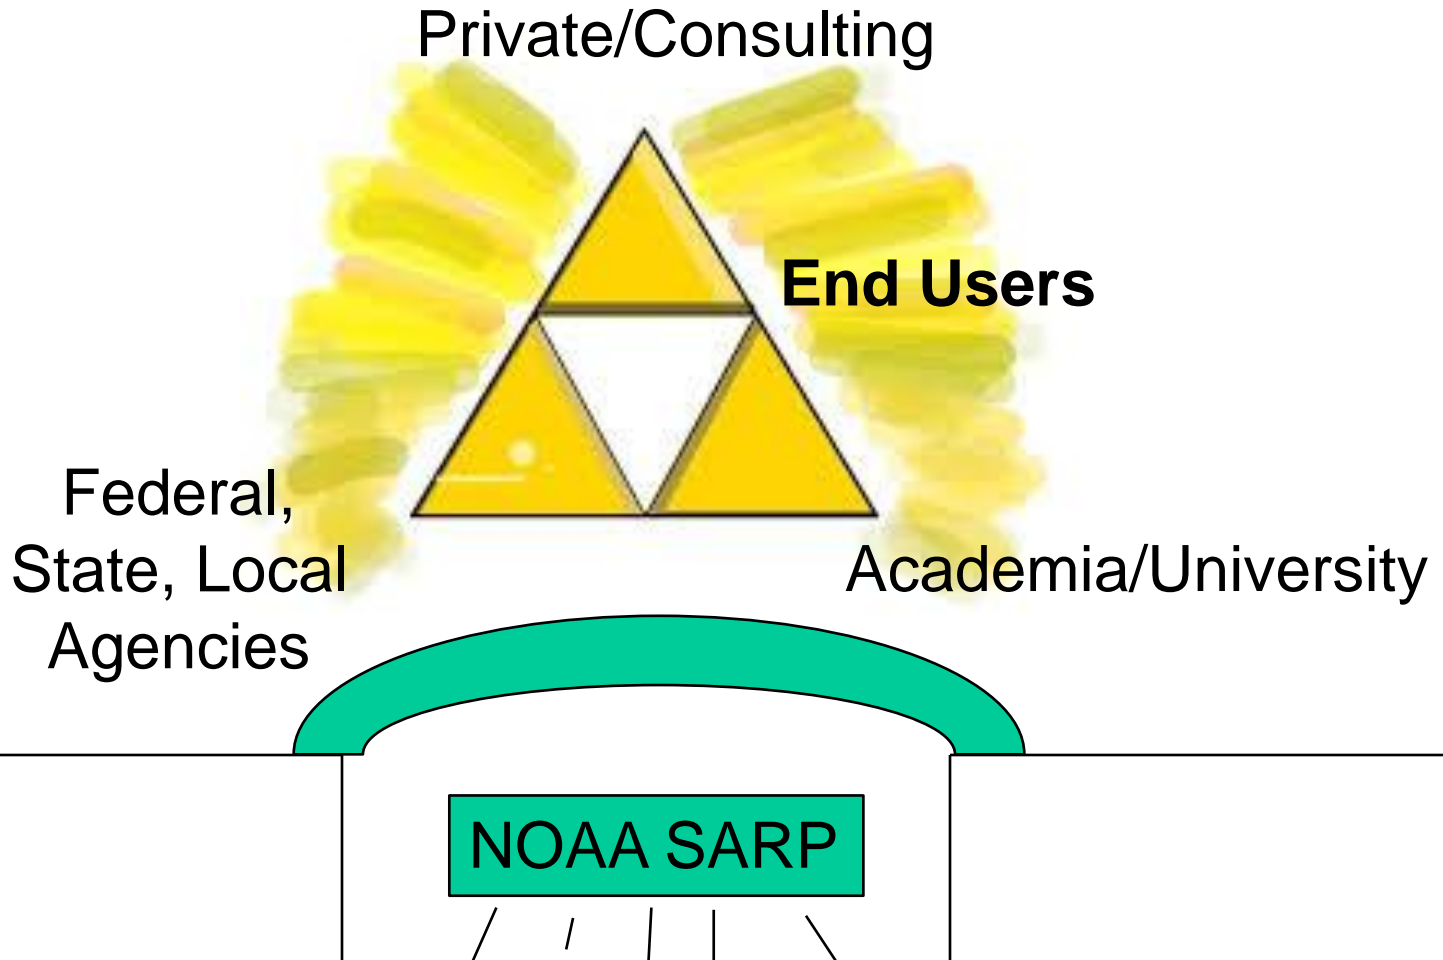 Private/Consulting
End Users
Federal,
State, Local
Agencies
Academia/University
NOAA SARP